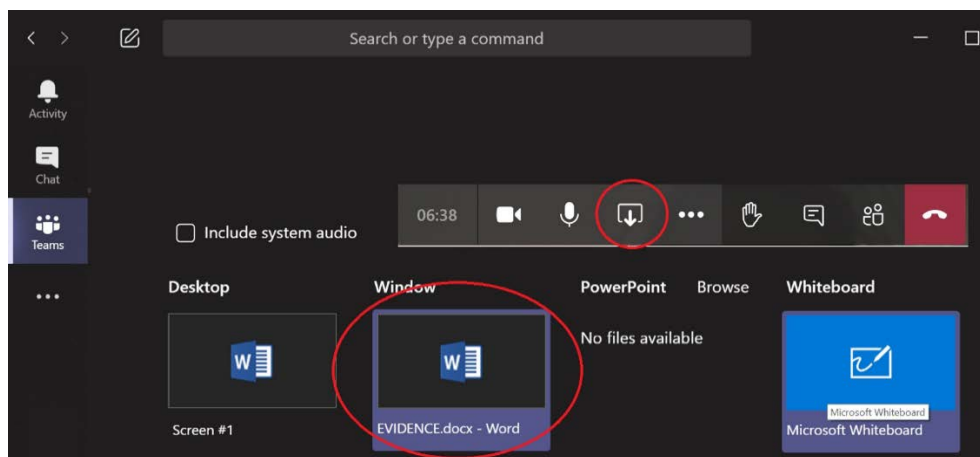 Search or type a command
Activity
Chat
Teams
Include system audio
06:38
Desktop
Window
PowerPoint
Browse
Whiteboard
W
W
No files available
Microsoft Whiteboard
Screen #1
EVIDENCE.docx - Word
Microsoft Whiteboard